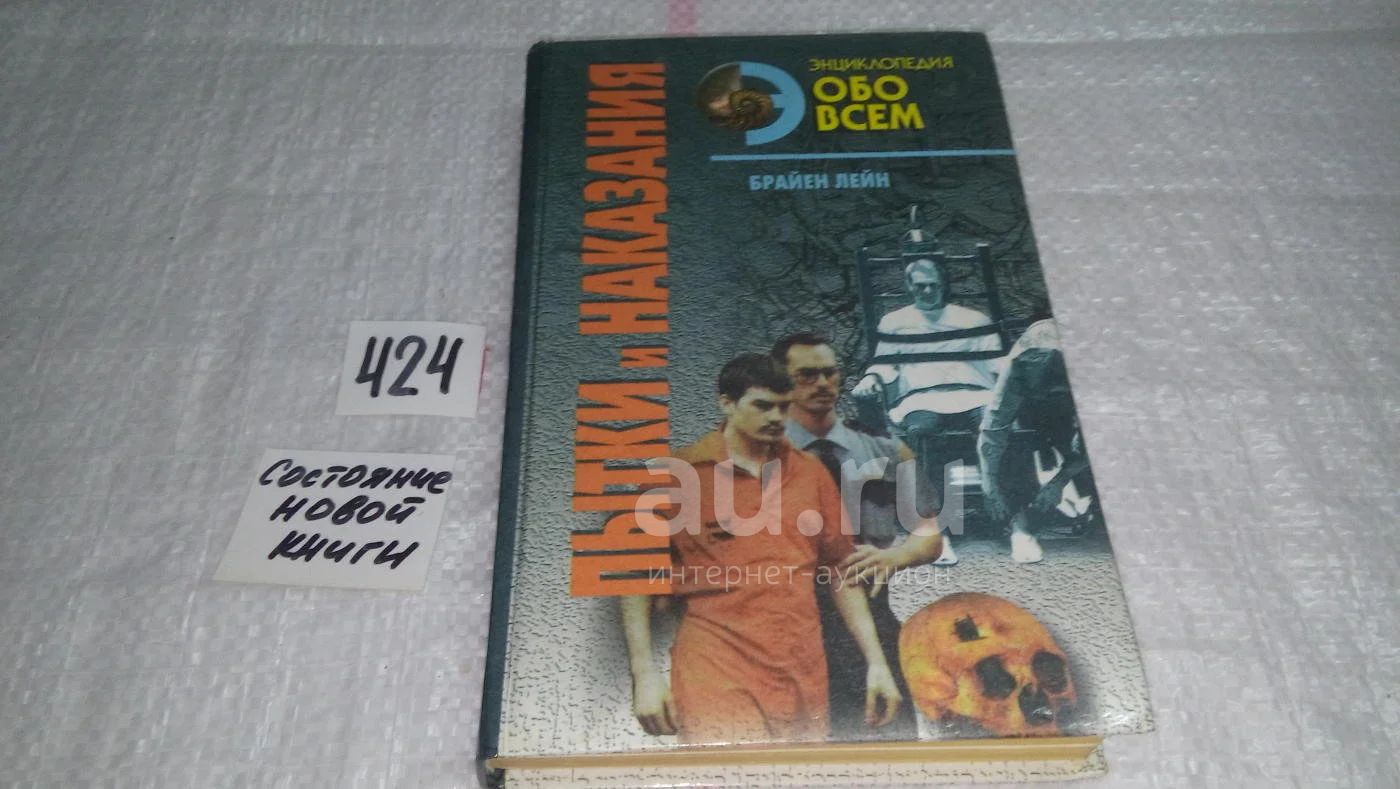 ЭНЦИКЛОПЕДИЯ
ОБО
ВСЕМ
БРАЙЕН ЛЕЙН
ПЫТКИ И НАКАЗАНИЯ
424
Состояние
новой
книги
au.ru
интернет-аукцион